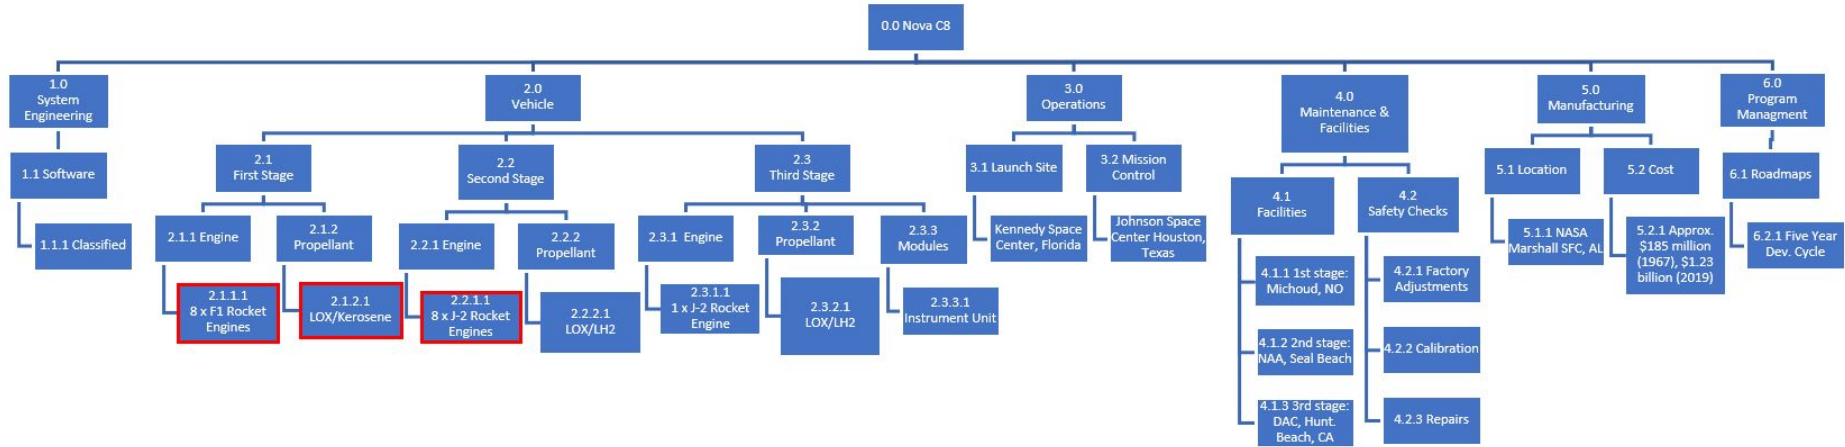 0.0 Nova C8
1.0
System
Engineering
2.0
Vehicle
3.0
Operations
4.0
Maintenance &
Facilities
5.0
Manufacturing
6.0
Program
Managment
1.1 Software
2.1
First Stage
2.2
Second Stage
2.3
Third Stage
3.1 Launch Site
3.2 Mission
Control
4.1
Facilities
4.2
Safety Checks
5.1 Location
5.2 Cost
6.1 Roadmaps
1.1.1 Classified
2.1.1 Engine
2.1.2
Propellant
2.2.1 Engine
2.2.2
Propellant
2.3.1 Engine
2.3.2
Propellant
2.3.3
Modules
Kennedy Space
Center, Florida
Johnson Space
Center Houston,
Texas
5.1.1 NASA
Marshall SFC, AL
5.2.1 Approx.
$185 million
(1967), $1.23
billion (2019)
6.2.1 Five Year
Dev. Cycle
2.1.1.1
8 x F1 Rocket
Engines
2.1.2.1
LOX/Kerosene
2.2.1.1
8 x J-2 Rocket
Engines
2.2.2.1
LOX/LH2
2.3.1.1
1 x J-2 Rocket
Engine
2.3.2.1
LOX/LH2
2.3.3.1
Instrument Unit
4.1.1 1st stage:
Michoud, NO
4.2.1 Factory
Adjustments
4.1.2 2nd stage:
NAA, Seal Beach
4.2.2 Calibration
4.1.3 3rd stage:
DAC, Hunt.
Beach, CA
4.2.3 Repairs